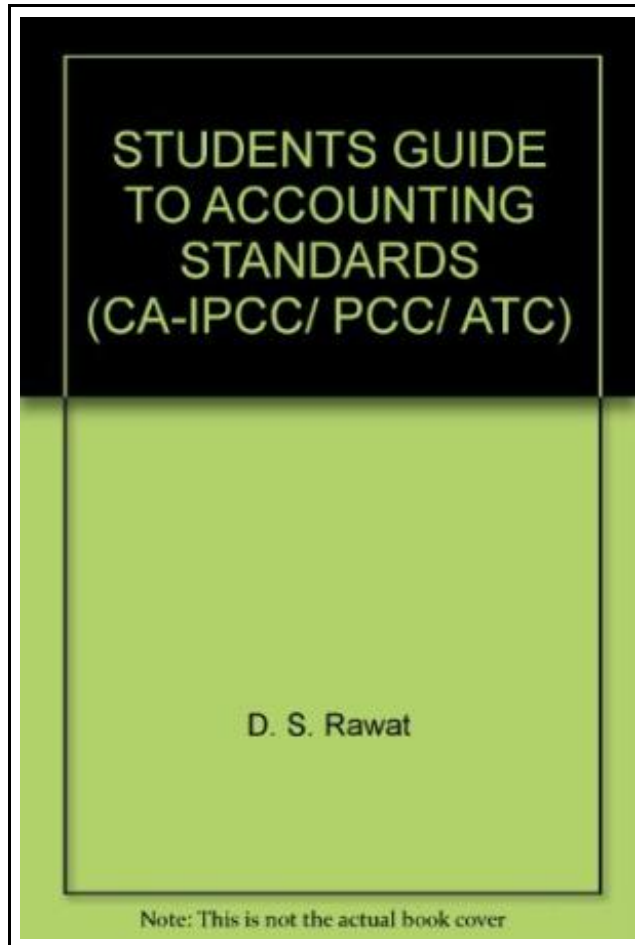 STUDENTS GUIDE
TO ACCOUNTING
STANDARDS
(CA-IPCC/ PCC/ ATC)
D. S. Rawat
Note: This is not the actual book cover